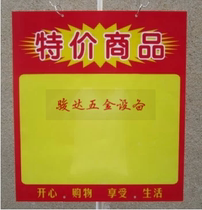 特价商品
骏达五金设备
开心，购物 享受，生活